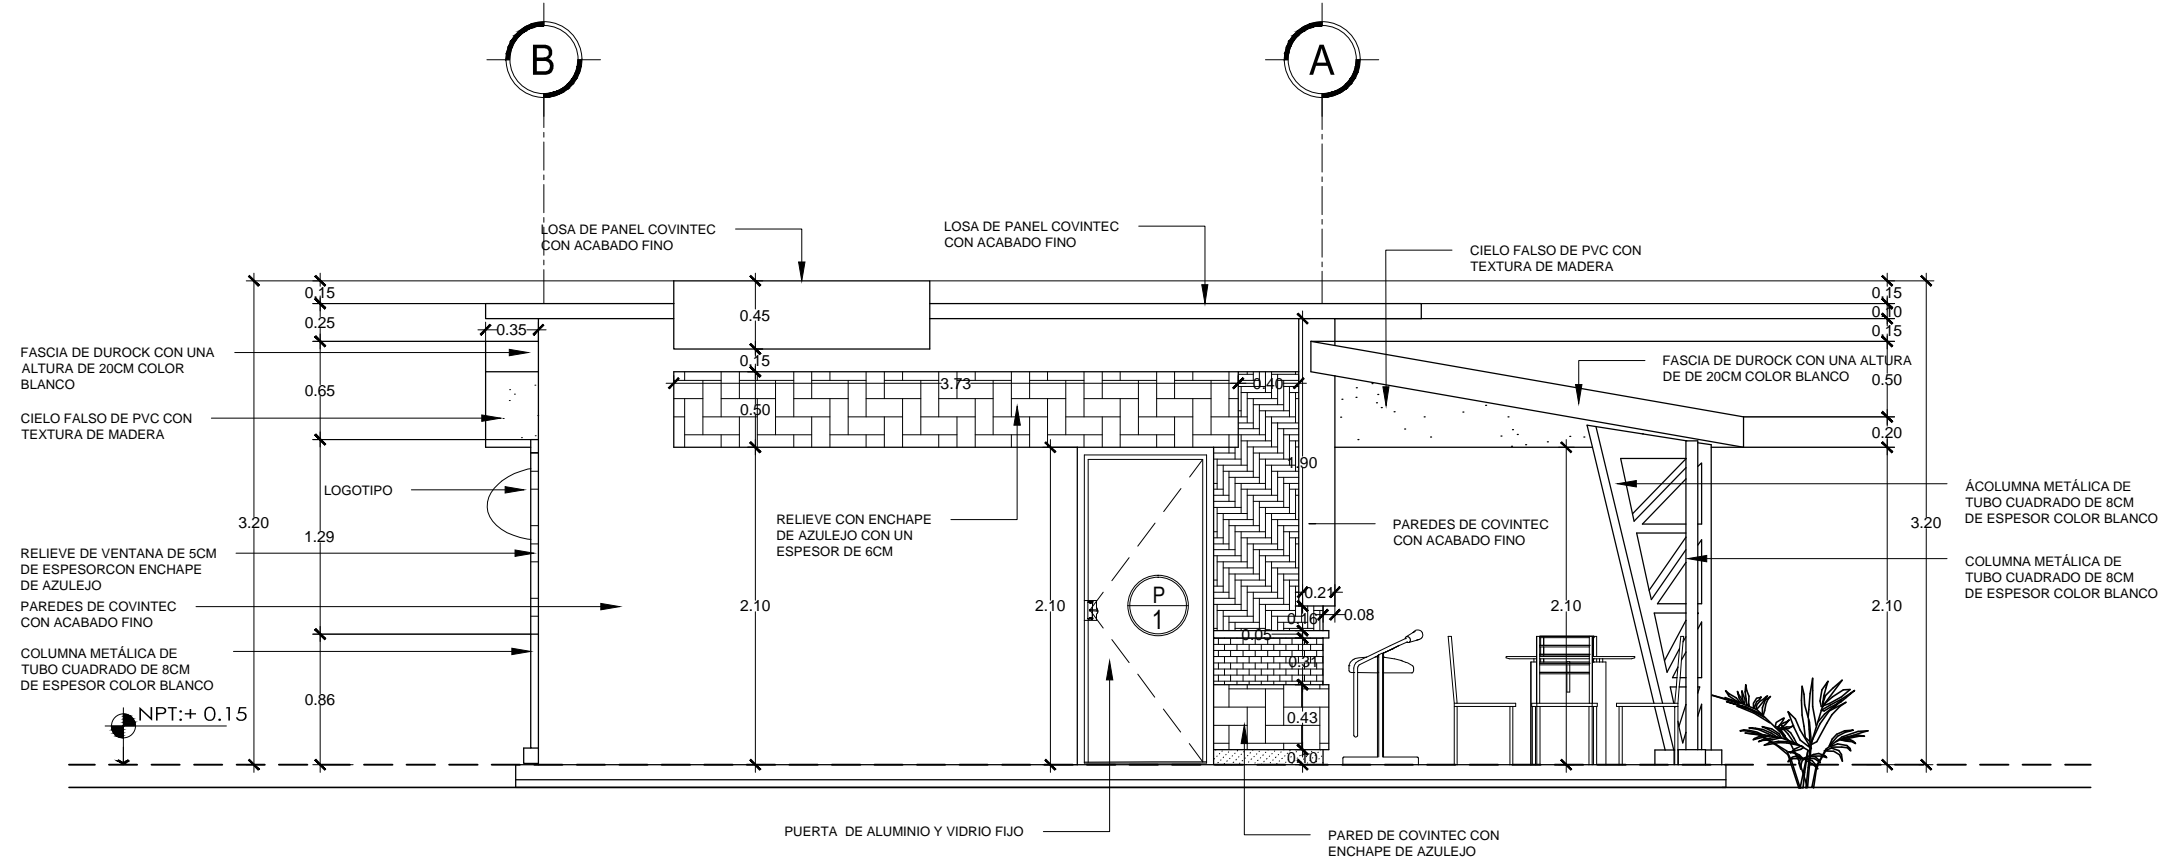 B
A
LOSA DE PANEL COVINTEC
CON ACABADO FINO
LOSA DE PANEL COVINTEC
CON ACABADO FINO
CIELO FALSO DE PVC CON
TEXTURA DE MADERA
0.15
0.25
0.35
0.65
3.20
1.29
0.86
FASCIA DE DUROCK CON UNA
ALTURA DE 20CM COLOR
BLANCO
CIELO FALSO DE PVC CON
TEXTURA DE MADERA
LOGOTIPO
RELIEVE DE VENTANA DE 5CM
DE ESPESORCON ENCHAPE
DE AZULEJO
PAREDES DE COVINTEC
CON ACABADO FINO
COLUMNA METÁLICA DE
TUBO CUADRADO DE 8CM
DE ESPESOR COLOR BLANCO
NPT:+ 0.15
0.45
0.15
3.73
0.40
0.50
2.10
2.10
RELIEVE CON ENCHAPE
DE AZULEJO CON UN
ESPESOR DE 6CM
P
1
1.90
0.21
0.16
0.08
0.05
0.31
0.43
0.10
PAREDES DE COVINTEC
CON ACABADO FINO
2.10
FASCIA DE DUROCK CON UNA ALTURA
DE DE 20CM COLOR BLANCO
0.15
0.10
0.15
0.50
0.20
2.10
3.20
ÁCOLUMNA METÁLICA DE
TUBO CUADRADO DE 8CM
DE ESPESOR COLOR BLANCO
COLUMNA METÁLICA DE
TUBO CUADRADO DE 8CM
DE ESPESOR COLOR BLANCO
PUERTA DE ALUMINIO Y VIDRIO FIJO
PARED DE COVINTEC CON
ENCHAPE DE AZULEJO